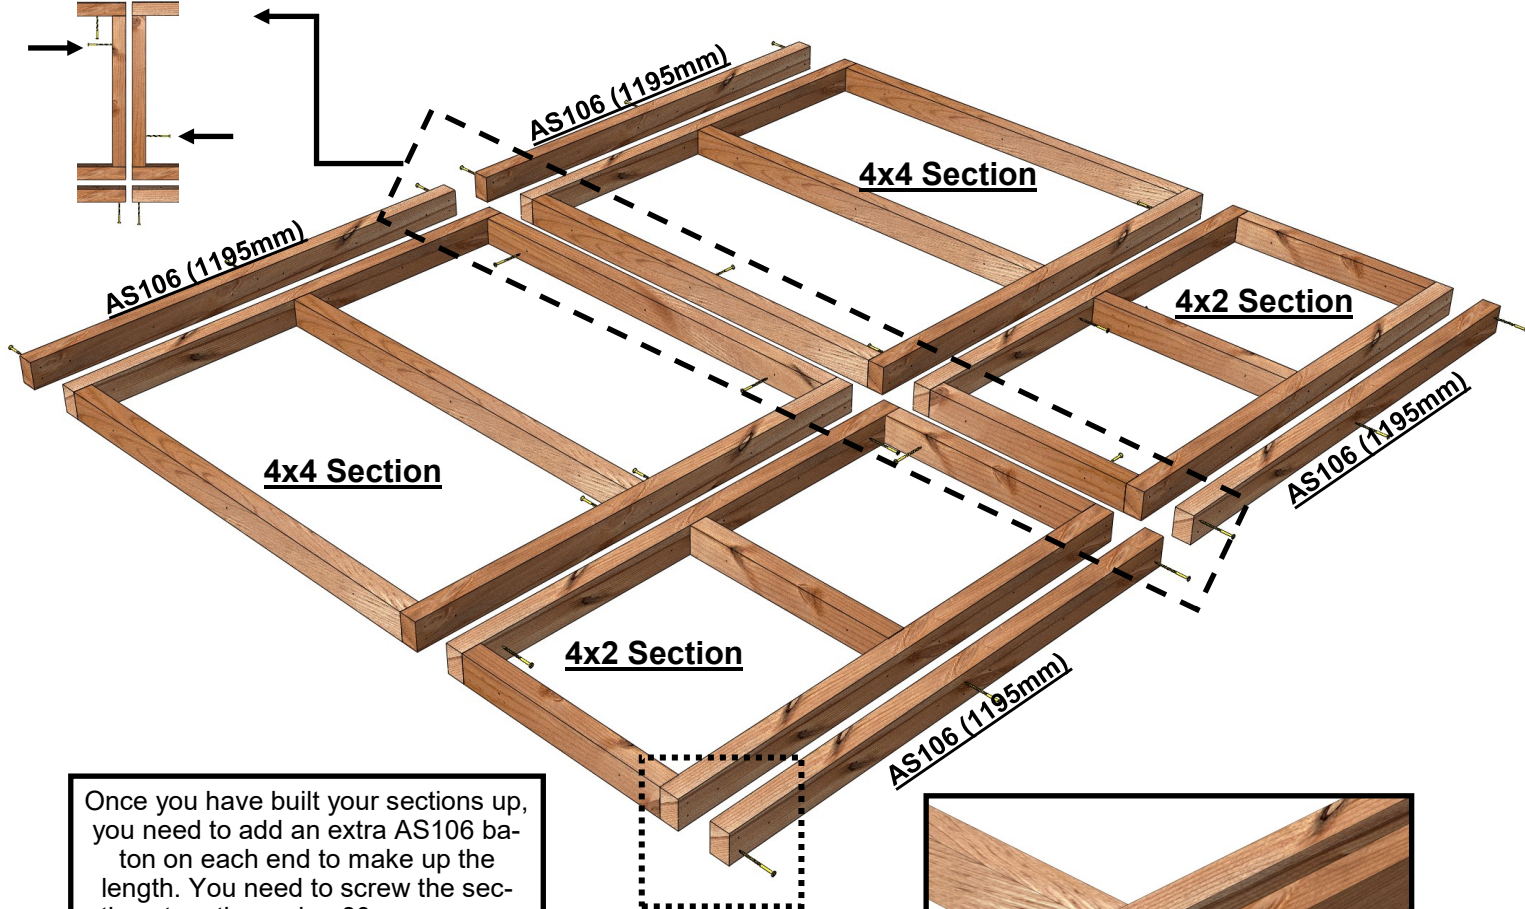 AS106 (1195mm)
4x4 Section
AS106 (1195mm)
4x2 Section
AS106 (1195mm)
4x4 Section
4x2 Section
AS106 (1195mm)
Once you have built your sections up,
you need to add an extra AS106 ba-
ton on each end to make up the
length. You need to screw the sec-